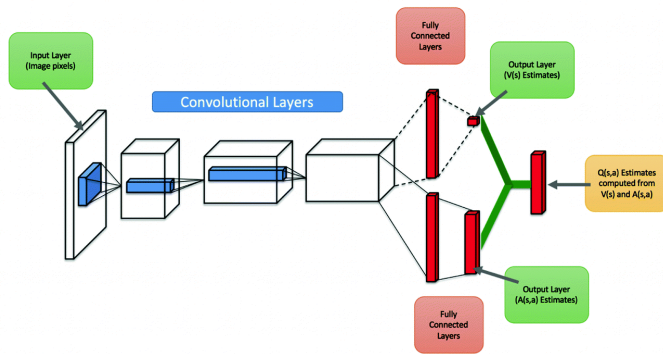 Fully
Connected
Layers
Input Layer
(Image pixels)
Output Layer
(V(s) Estimates)
Convolutional Layers
Q(s,a) Estimates
computed from
V(s) and A(s,a)
Output Layer
(A(s,a) Estimates)
Fully
Connected
Layers